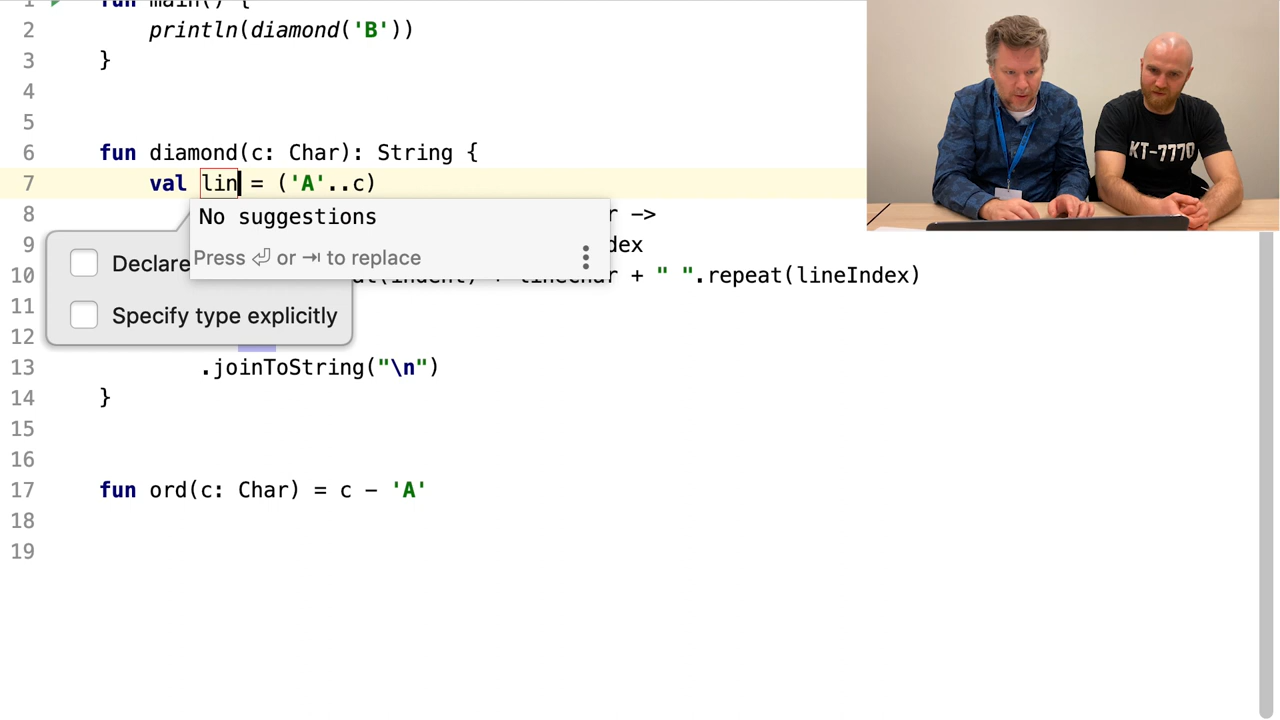 1 fun main() {
2 println(diamond('B'))
3 }
4
5
6 fun diamond(c: Char): String {
7 val lin = ('A'..c)
No suggestions
8 r ->
Press ⏎ or ⇥ to replace
9 dex
Declare
10 (indent) + lineChar + " ".repeat(lineIndex)
11
Specify type explicitly
12
13 .joinToString("\n")
14 }
15
16
17 fun ord(c: Char) = c - 'A'
18
19
KT-7770